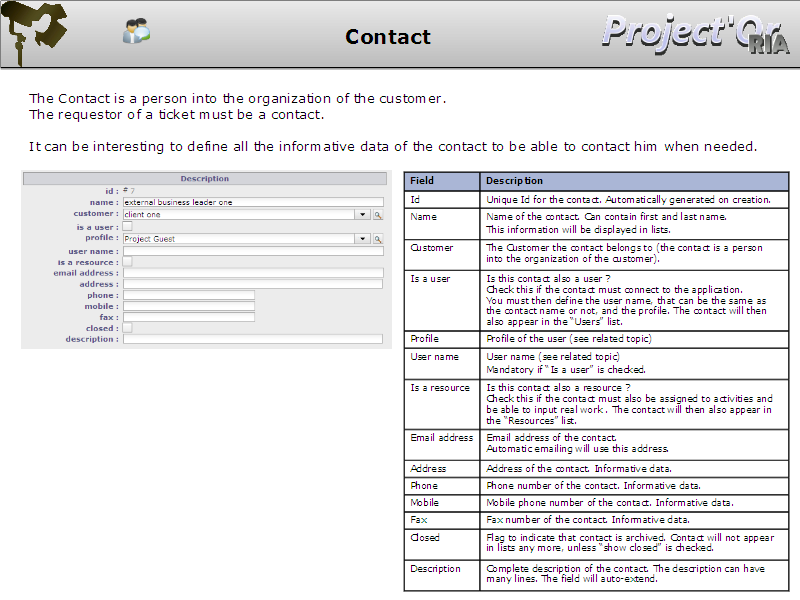 Contact
Project'Or
RIA
The Contact is a person into the organization of the customer.
The requestor of a ticket must be a contact.
It can be interesting to define all the informative data of the contact to be able to contact him when needed.
Description
id : # 7
name : external business leader one
customer : client one
is a user :
profile : Project Guest
user name :
is a resource :
email address :
address :
phone :
mobile :
fax :
closed :
description :
Field Description
Id Unique Id for the contact. Automatically generated on creation.
Name Name of the contact. Can contain first and last name.
This information will be displayed in lists.
Customer The Customer the contact belongs to (the contact is a person
into the organization of the customer).
Is a user Is this contact also a user ?
Check this if the contact must connect to the application.
You must then define the user name, that can be the same as
the contact name or not, and the profile. The contact will then
also appear in the “Users” list.
Profile Profile of the user (see related topic)
User name User name (see related topic)
Mandatory if “Is a user” is checked.
Is a resource Is this contact also a resource ?
Check this if the contact must also be assigned to activities and
be able to input real work . The contact will then also appear in
the “Resources” list.
Email address Email address of the contact.
Automatic emailing will use this address.
Address Address of the contact. Informative data.
Phone Phone number of the contact. Informative data.
Mobile Mobile phone number of the contact. Informative data.
Fax Fax number of the contact. Informative data.
Closed Flag to indicate that contact is archived. Contact will not appear
in lists any more, unless “show closed” is checked.
Description Complete description of the contact. The description can have
many lines. The field will auto-extend.